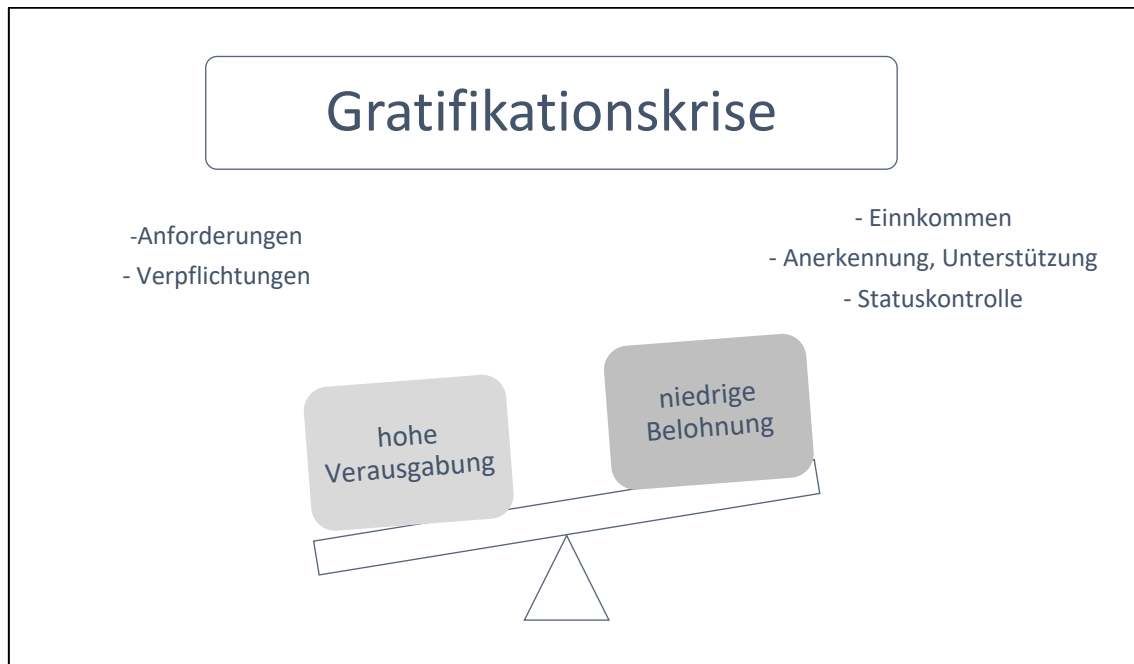 Gratifikationskrise
-Anforderungen
- Verpflichtungen
- Einnkommen
- Anerkennung, Unterstützung
- Statuskontrolle
hohe
Verausgabung
niedrige
Belohnung